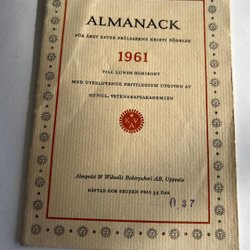 ALMANACK
FÖR ÅRET EFTER FRÄLSARENS KRISTI FÖDELSE
1961
TILL LUNDS HORISONT
MED UTESLUTANDE PRIVILEGIUM UTGIVEN AV
KUNGL. VETENSKAPSAKADEMIEN
Almqvist & Wiksells Boktryckeri AB, Uppsala
HÄFTAD OCH SKUREN PRIS 35 ÖRE
0.37